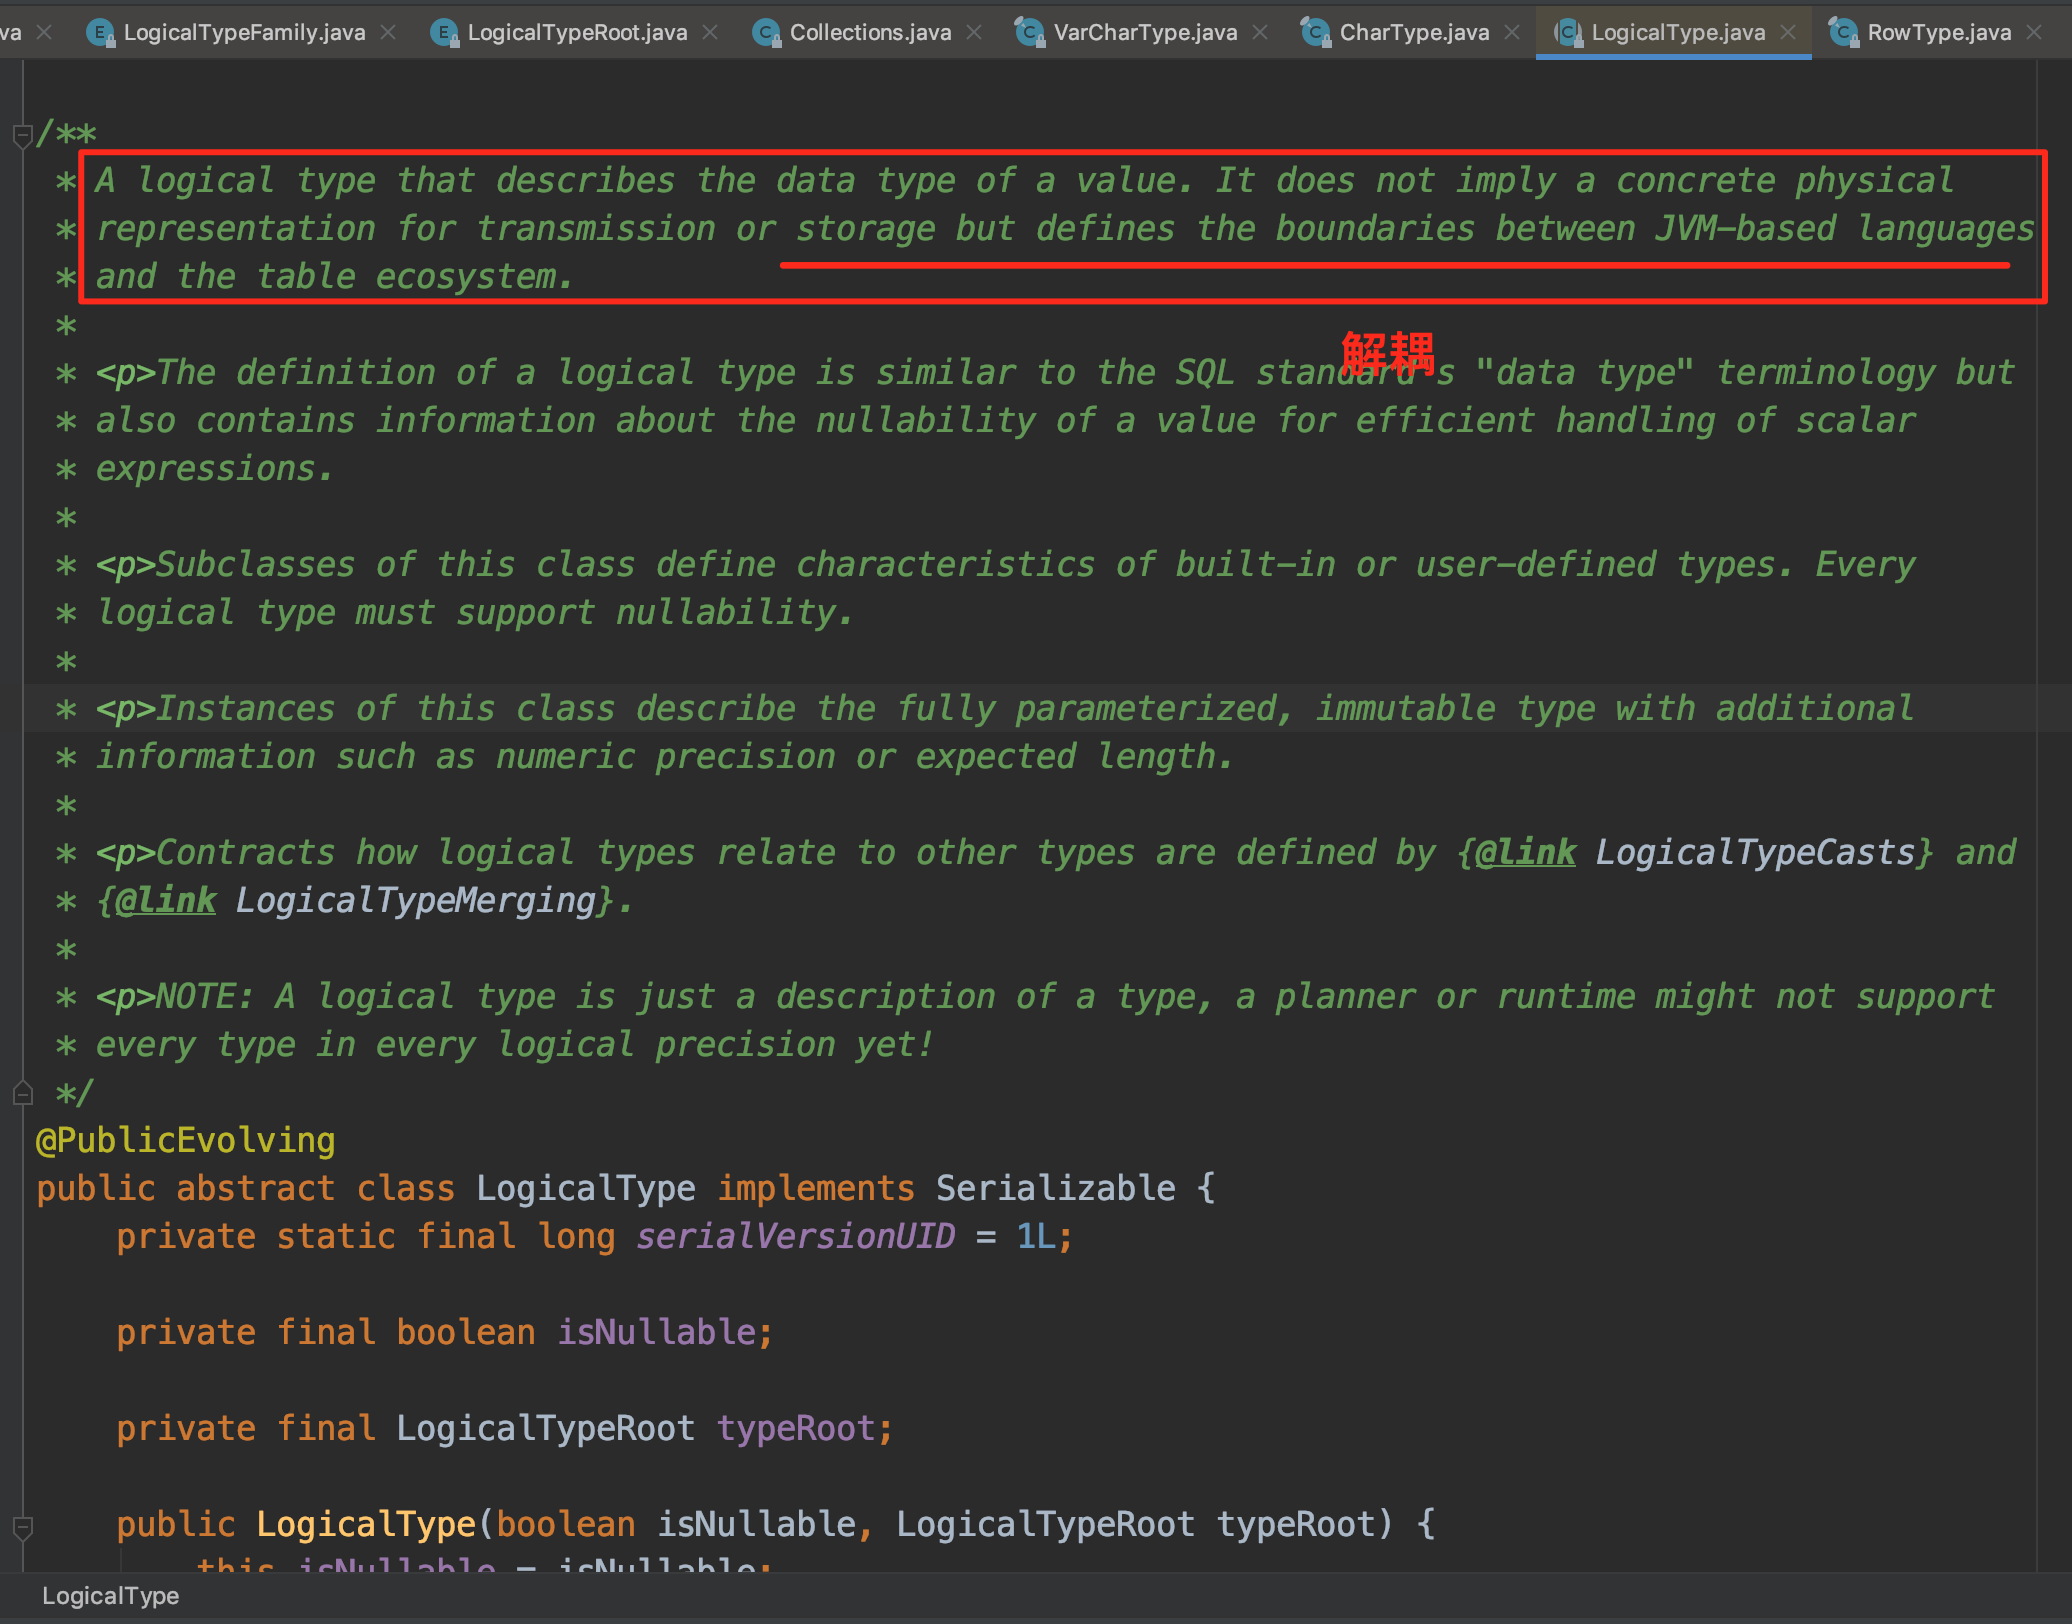 va LogicalTypeFamily.java LogicalTypeRoot.java Collections.java VarCharType.java CharType.java LogicalType.java RowType.java
/**
* A logical type that describes the data type of a value. It does not imply a concrete physical
* representation for transmission or storage but defines the boundaries between JVM-based languages
* and the table ecosystem.
*
解耦
* <p>The definition of a logical type is similar to the SQL standard's "data type" terminology but
* also contains information about the nullability of a value for efficient handling of scalar
* expressions.
*
* <p>Subclasses of this class define characteristics of built-in or user-defined types. Every
* logical type must support nullability.
*
* <p>Instances of this class describe the fully parameterized, immutable type with additional
* information such as numeric precision or expected length.
*
* <p>Contracts how logical types relate to other types are defined by {@link LogicalTypeCasts} and
* {@link LogicalTypeMerging}.
*
* <p>NOTE: A logical type is just a description of a type, a planner or runtime might not support
* every type in every logical precision yet!
*/
@PublicEvolving
public abstract class LogicalType implements Serializable {
private static final long serialVersionUID = 1L;
private final boolean isNullable;
private final LogicalTypeRoot typeRoot;
public LogicalType(boolean isNullable, LogicalTypeRoot typeRoot) {
this.isNullable = isNullable;
LogicalType